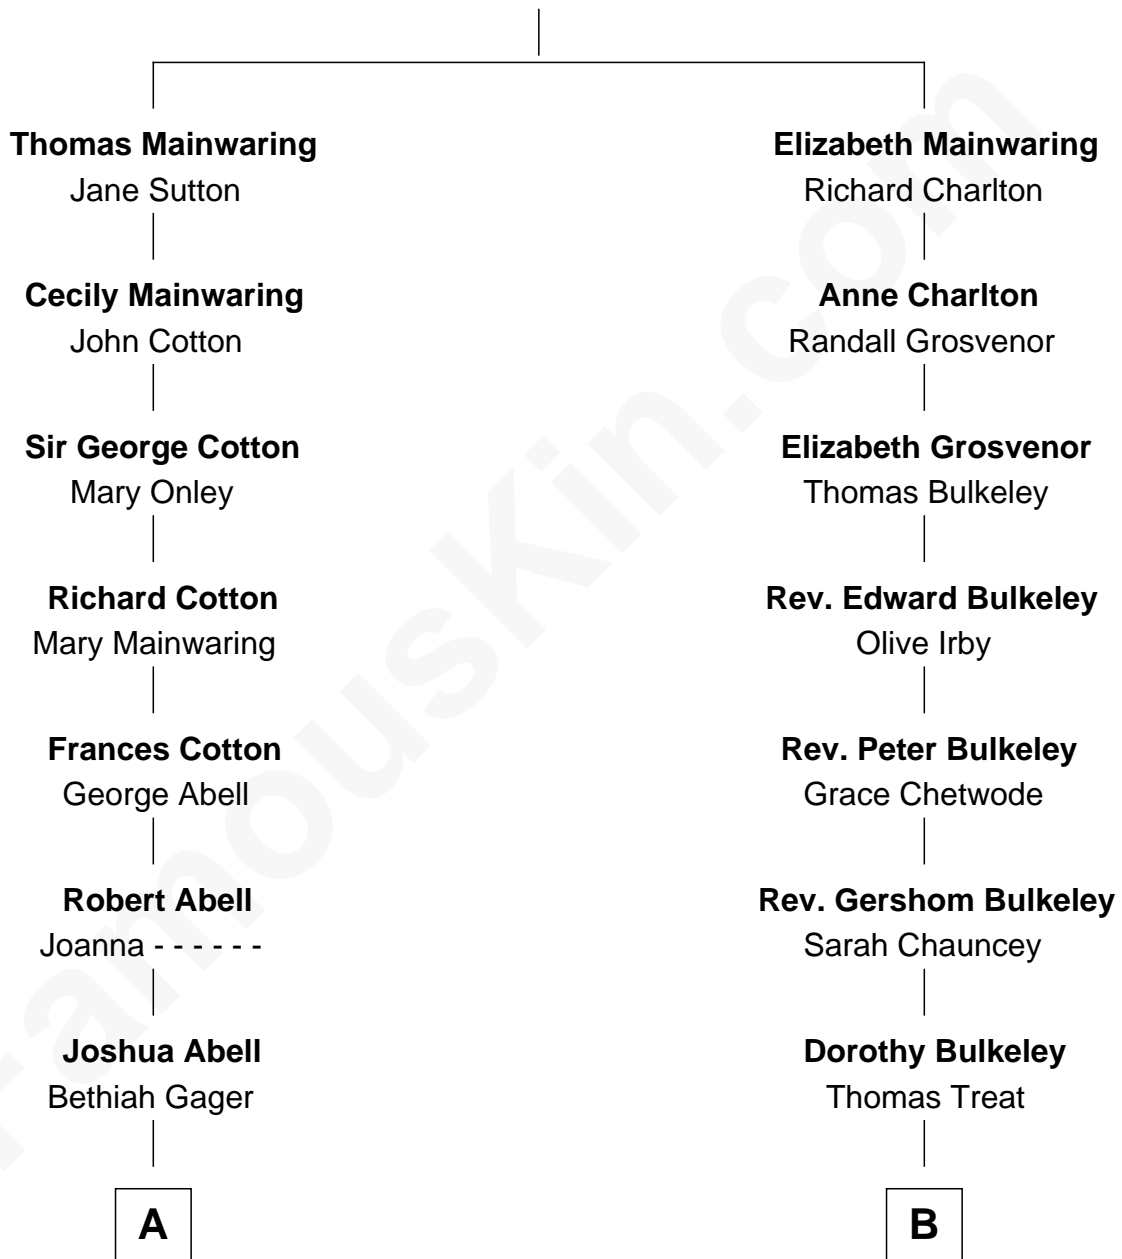 Thomas Mainwaring
Jane Sutton
Cecily Mainwaring
John Cotton
Sir George Cotton
Mary Onley
Richard Cotton
Mary Mainwaring
Frances Cotton
George Abell
Robert Abell
Joanna - - - - - -
Joshua Abell
Bethiah Gager
A
Elizabeth Mainwaring
Richard Charlton
Anne Charlton
Randall Grosvenor
Elizabeth Grosvenor
Thomas Bulkeley
Rev. Edward Bulkeley
Olive Irby
Rev. Peter Bulkeley
Grace Chetwode
Rev. Gershom Bulkeley
Sarah Chauncey
Dorothy Bulkeley
Thomas Treat
B
FamousKin.com